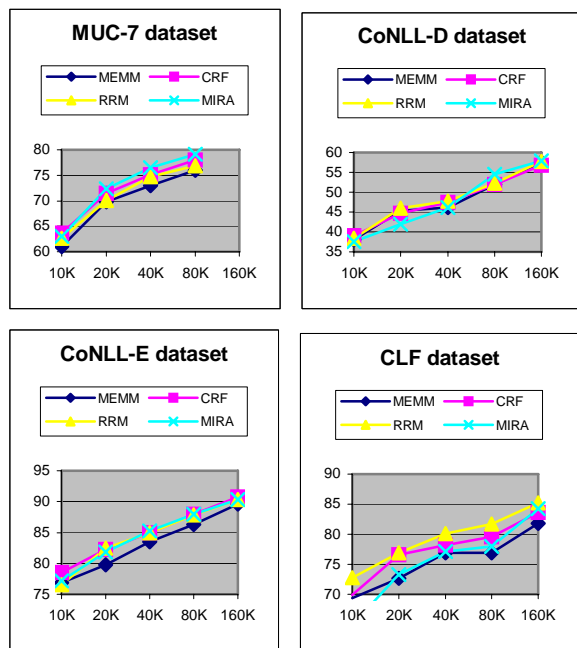 MUC-7 dataset
MEMM CRF
RRM MIRA
80
75
70
65
60
10K 20K 40K 80K 160K
CoNLL-D dataset
MEMM CRF
RRM MIRA
60
55
50
45
40
35
10K 20K 40K 80K 160K
CoNLL-E dataset
MEMM CRF
RRM MIRA
95
90
85
80
75
10K 20K 40K 80K 160K
CLF dataset
MEMM CRF
RRM MIRA
85
80
75
70
10K 20K 40K 80K 160K